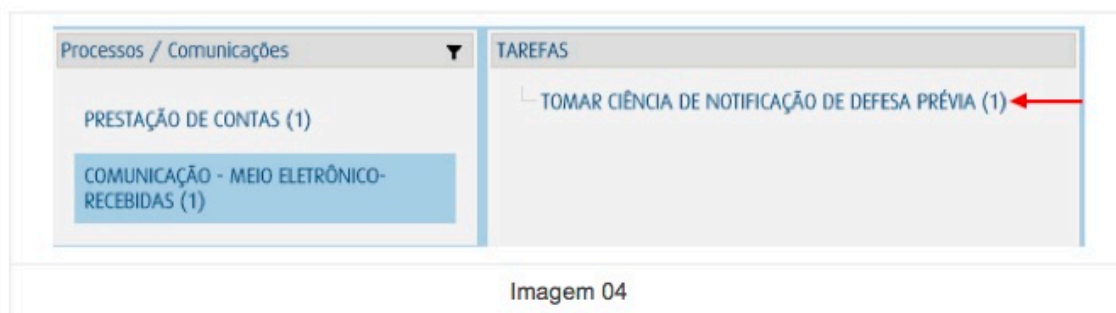 Processos / Comunicações
TAREFAS
PRESTAÇÃO DE CONTAS (1)
COMUNICAÇÃO - MEIO ELETRÔNICO-
RECEBIDAS (1)
TOMAR CIÊNCIA DE NOTIFICAÇÃO DE DEFESA PRÉVIA (1)
Imagem 04